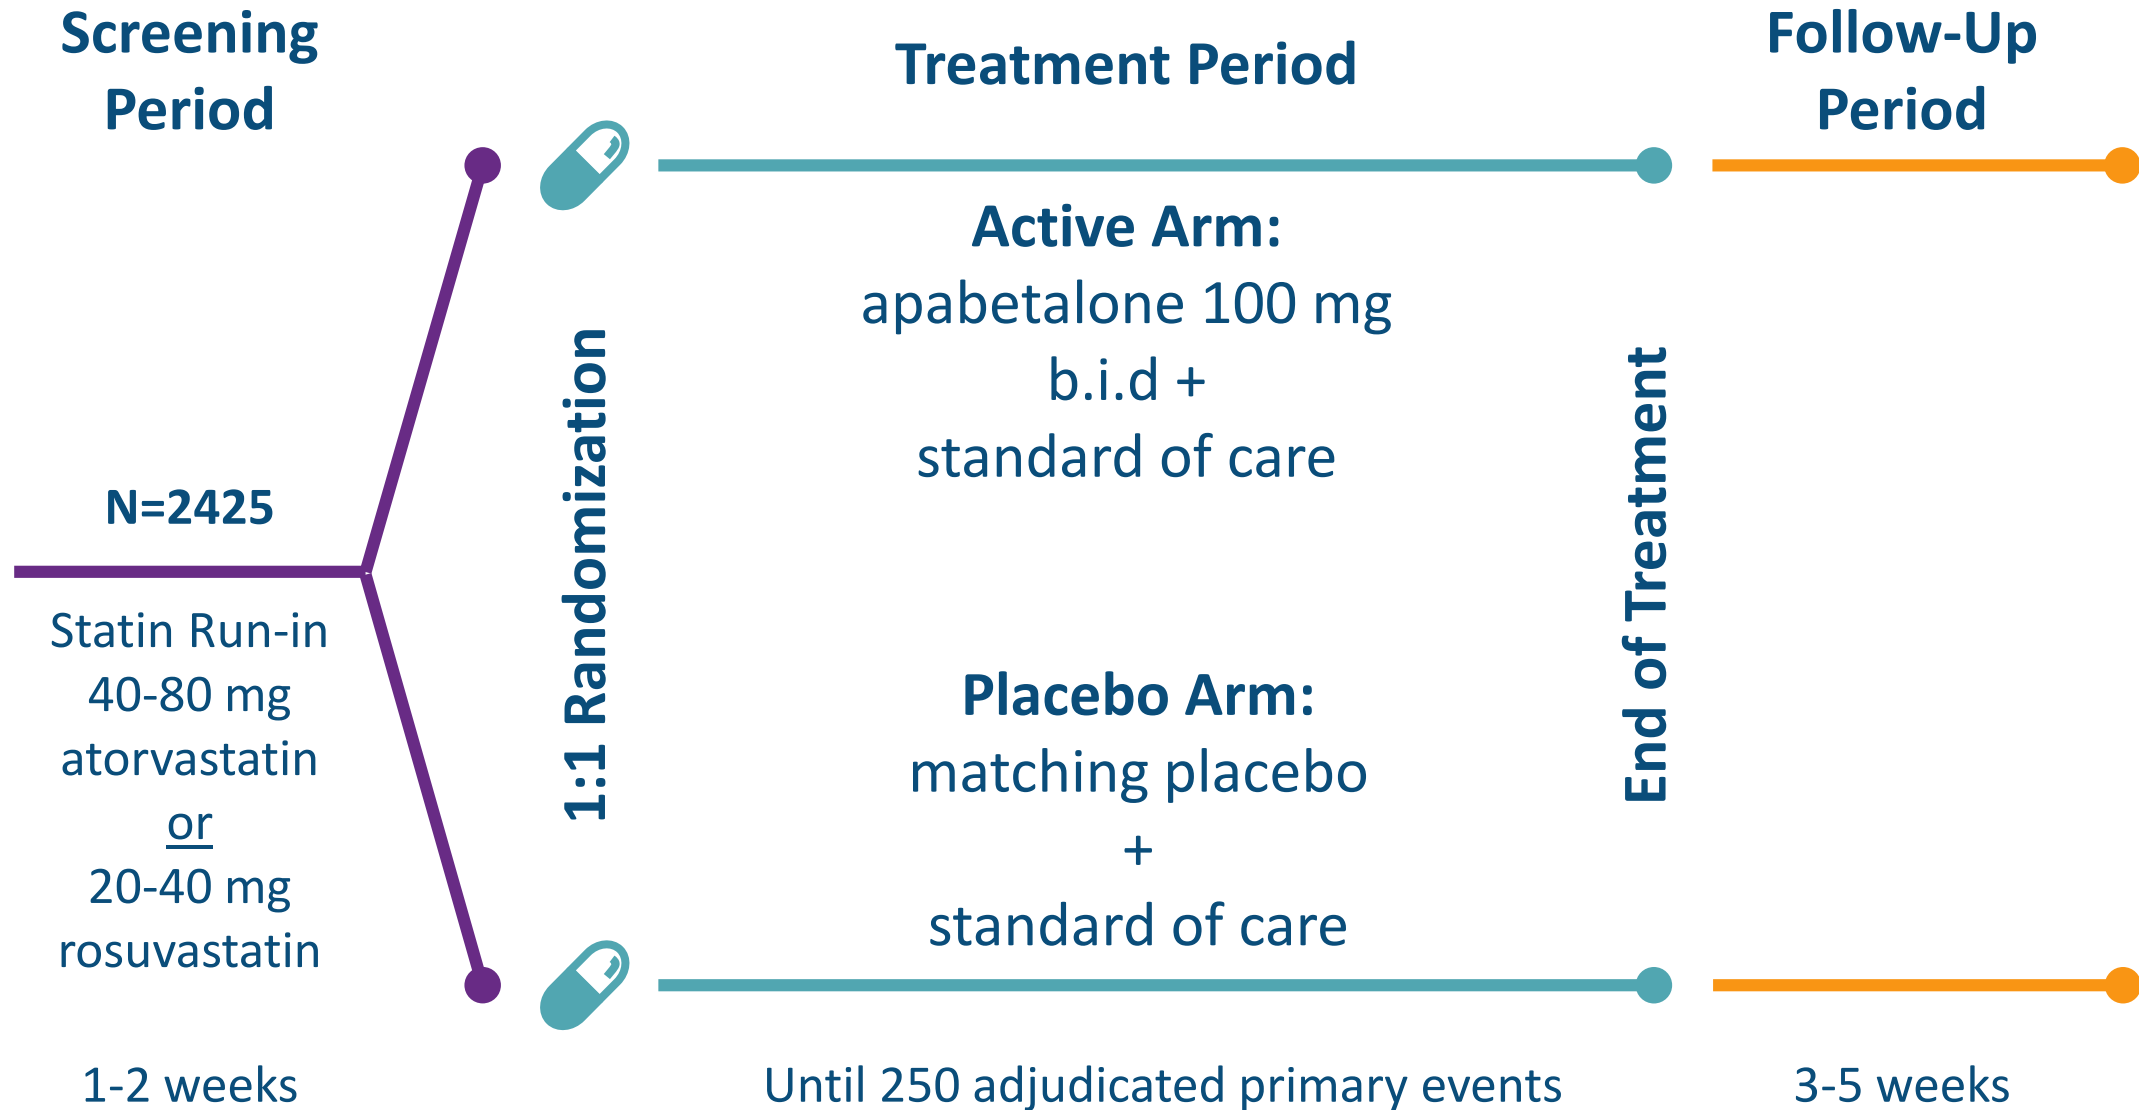 Screening
Period
Treatment Period
Follow-Up
Period
N=2425
Statin Run-in
40-80 mg
atorvastatin
or
20-40 mg
rosuvastatin
1:1 Randomization
Active Arm:
apabetalone 100 mg
b.i.d +
standard of care
Placebo Arm:
matching placebo
+
standard of care
End of Treatment
1-2 weeks
Until 250 adjudicated primary events
3-5 weeks